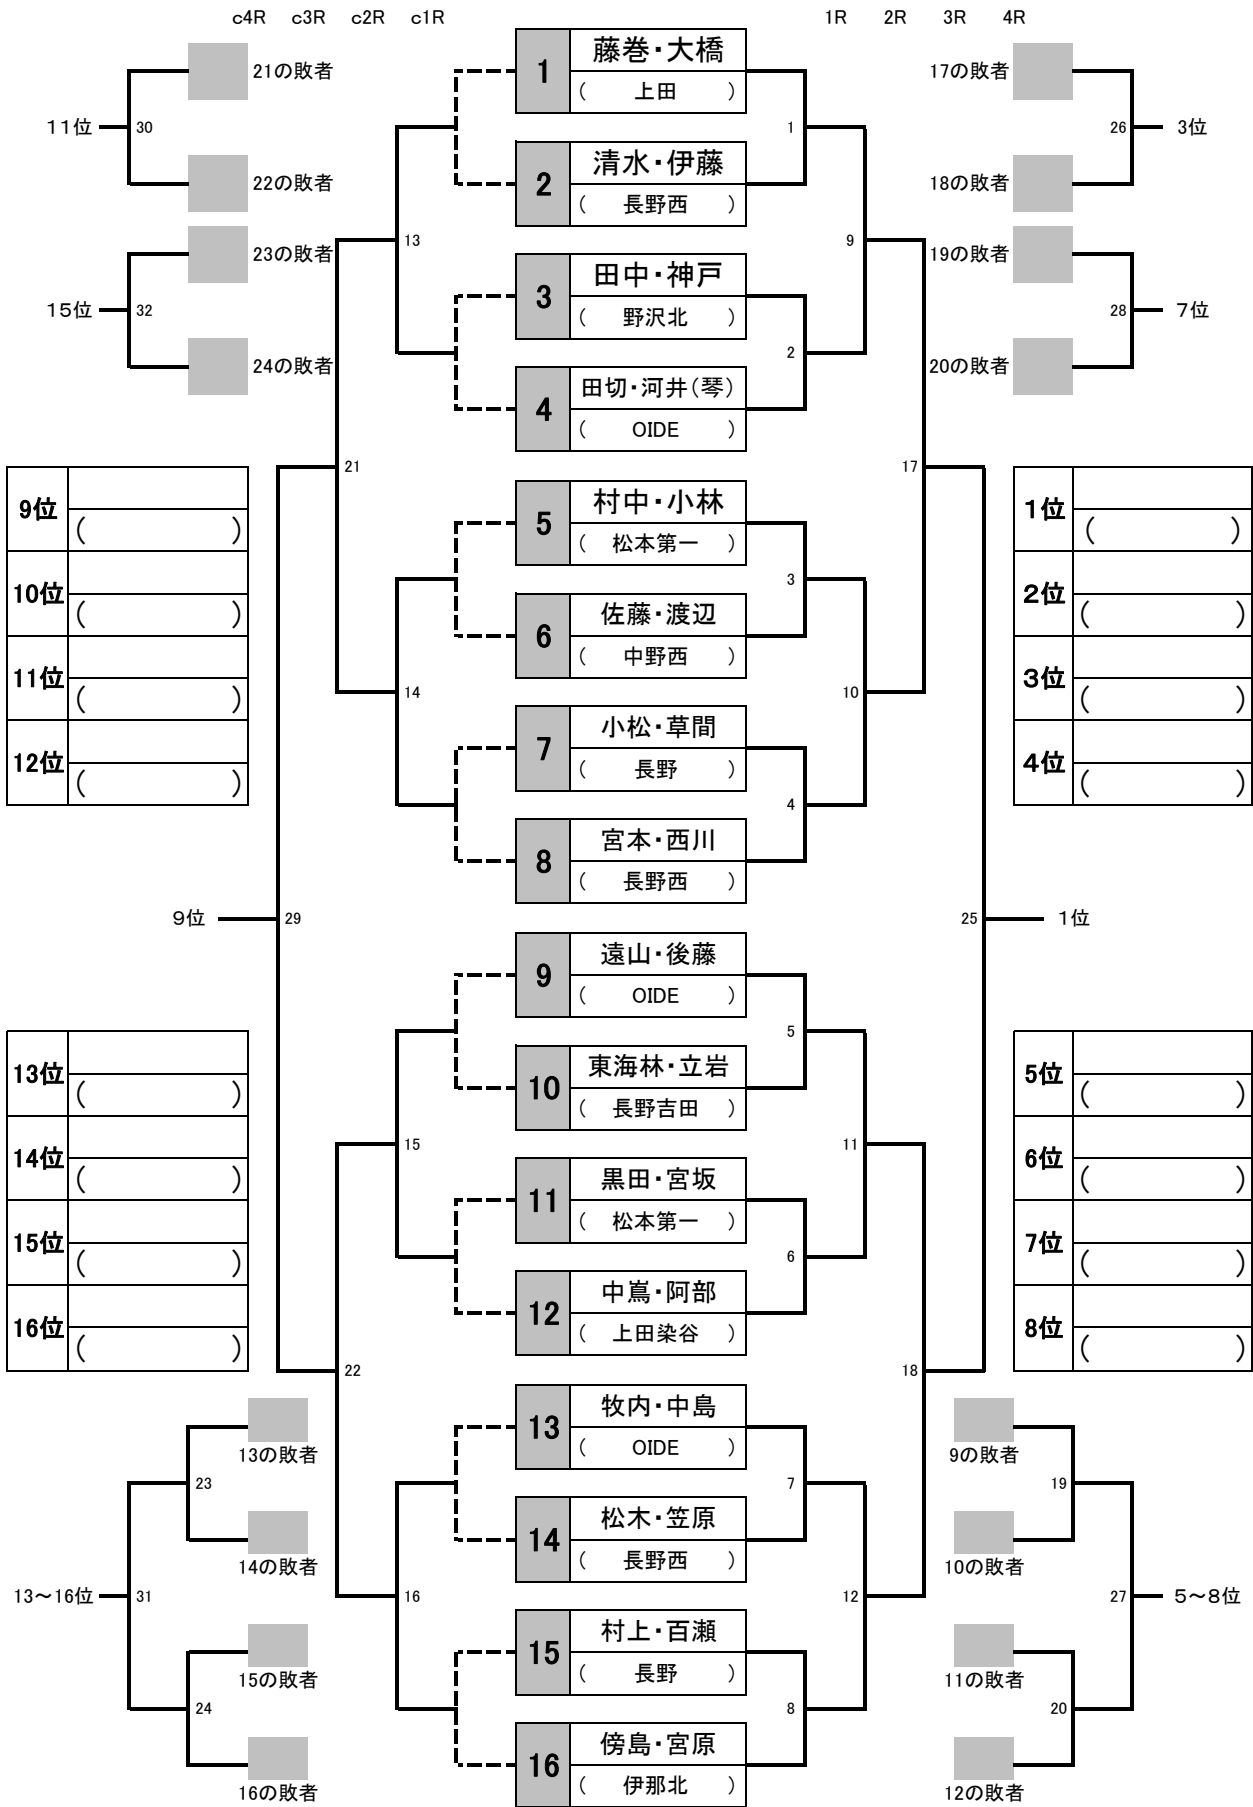 c4R c3R c2R c1R 1R 2R 3R 4R
21の敗者
11位
30
22の敗者
23の敗者
15位
32
24の敗者
13
21
14
9位
(　　)
10位
(　　)
11位
(　　)
12位
(　　)
9位
29
13位
(　　)
14位
(　　)
15位
(　　)
16位
(　　)
15
22
16
13の敗者
23
14の敗者
13～16位
31
15の敗者
24
16の敗者
1
藤巻・大橋
( 上田 )
2
清水・伊藤
( 長野西 )
3
田中・神戸
( 野沢北 )
4
田切・河井(琴)
( OIDE )
5
村中・小林
( 松本第一 )
6
佐藤・渡辺
( 中野西 )
7
小松・草間
( 長野 )
8
宮本・西川
( 長野西 )
9
遠山・後藤
( OIDE )
10
東海林・立岩
( 長野吉田 )
11
黒田・宮坂
( 松本第一 )
12
中嶌・阿部
( 上田染谷 )
13
牧内・中島
( OIDE )
14
松木・笠原
( 長野西 )
15
村上・百瀬
( 長野 )
16
傍島・宮原
( 伊那北 )
1
9
2
17
3
10
4
25
1位
5
11
6
18
7
12
8
17の敗者
26
3位
18の敗者
19の敗者
28
7位
20の敗者
1位
(　　)
2位
(　　)
3位
(　　)
4位
(　　)
5位
(　　)
6位
(　　)
7位
(　　)
8位
(　　)
9の敗者
19
10の敗者
27
5～8位
11の敗者
20
12の敗者